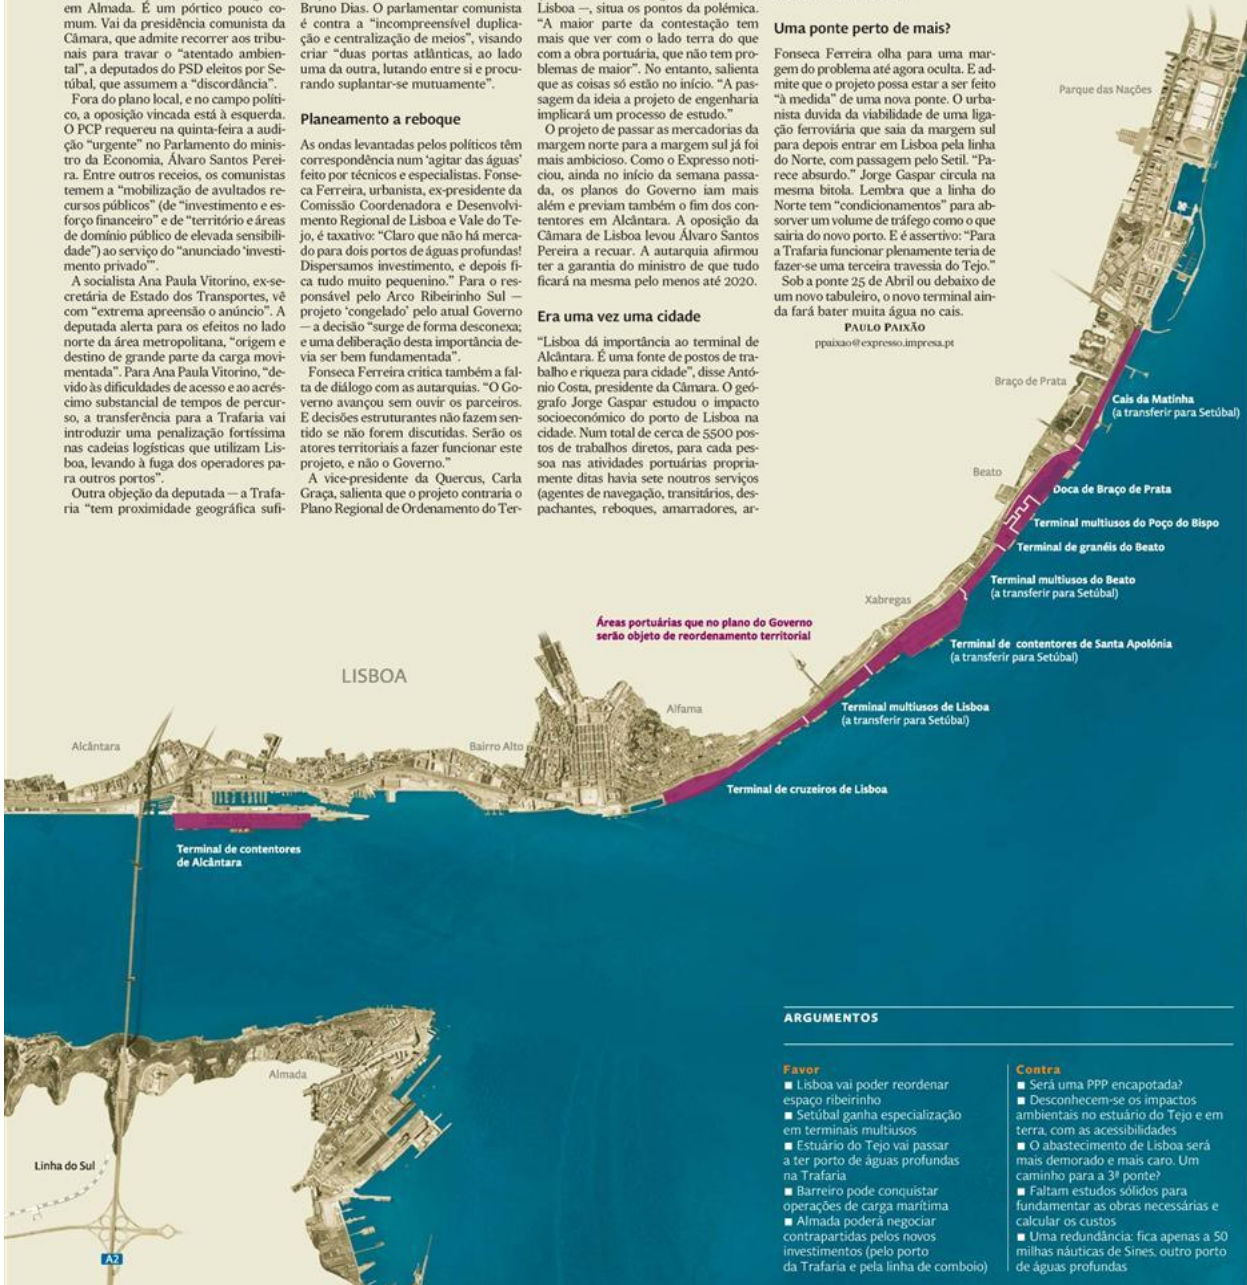 em Almada. É um pórtico pouco co-
mum. Vai da presidência comunista da
Câmara, que admite recorrer aos tribu-
nais para travar o “atentado ambien-
tal”, a deputados do PSD eleitos por Se-
túbal, que assumem a “discordância”.
Fora do plano local, e no campo políti-
co, a oposição vincada está à esquerda.
O PCP requereu na quinta-feira a audi-
ção “urgente” no Parlamento do minis-
tro da Economia, Álvaro Santos Perei-
ra. Entre outros receios, os comunistas
temem a “mobilização de avultados re-
cursos públicos” (de “investimento e es-
forço financeiro” e de “território e áreas
de domínio público de elevada sensibili-
dade”) ao serviço do “anunciado ‘investi-
mento privado’”.
A socialista Ana Paula Vitorino, ex-se-
cretária de Estado dos Transportes, vê
com “extrema apreensão o anúncio”. A
deputada alerta para os efeitos no lado
norte da área metropolitana, “origem e
destino de grande parte da carga movi-
mentada”. Para Ana Paula Vitorino, “de-
vido às dificuldades de acesso e ao acrés-
cimo substancial de tempos de percur-
so, a transferência para a Trafaria vai
introduzir uma penalização fortíssima
nas cadeias logísticas que utilizam Lis-
boa, levando à fuga dos operadores pa-
ra outros portos”.
Outra objeção da deputada — a Trafa-
ria “tem proximidade geográfica sufi-
Bruno Dias. O parlamentar comunista
é contra a “incompreensível duplica-
ção e centralização de meios”, visando
criar “duas portas atlânticas, ao lado
uma da outra, lutando entre si e procu-
rando suplantar-se mutuamente”.
Planeamento a reboque
As ondas levantadas pelos políticos têm
correspondência num ‘agitar das águas’
feito por técnicos e especialistas. Fonse-
ca Ferreira, urbanista, ex-presidente da
Comissão Coordenadora e Desenvolvi-
mento Regional de Lisboa e Vale do Te-
jo, é taxativo: “Claro que não há merca-
do para dois portos de águas profundas!
Dispersamos investimento, e depois fi-
ca tudo muito pequenino.” Para o res-
ponsável pelo Arco Ribeirinho Sul —
projeto ‘congelado’ pelo atual Governo
— a decisão “surge de forma desconexa;
e uma deliberação desta importância de-
via ser bem fundamentada”.
Fonseca Ferreira critica também a fal-
ta de diálogo com as autarquias. “O Go-
verno avançou sem ouvir os parceiros.
E decisões estruturantes não fazem sen-
tido se não forem discutidas. Serão os
atores territoriais a fazer funcionar este
projeto, e não o Governo.”
A vice-presidente da Quercus, Carla
Graça, salienta que o projeto contraria o
Plano Regional de Ordenamento do Ter-
Lisboa —, situa os pontos da polémica.
“A maior parte da contestação tem
mais que ver com o lado terra do que
com a obra portuária, que não tem pro-
blemas de maior”. No entanto, salienta
que as coisas só estão no início. “A pas-
sagem da ideia a projeto de engenharia
implicará um processo de estudo.”
O projeto de passar as mercadorias da
margem norte para a margem sul já foi
mais ambicioso. Como o Expresso noti-
ciou, ainda no início da semana passa-
da, os planos do Governo iam mais
além e previam também o fim dos con-
tentores em Alcântara. A oposição da
Câmara de Lisboa levou Álvaro Santos
Pereira a recuar. A autarquia afirmou
ter a garantia do ministro de que tudo
ficará na mesma pelo menos até 2020.
Era uma vez uma cidade
“Lisboa dá importância ao terminal de
Alcântara. É uma fonte de postos de tra-
balho e riqueza para cidade”, disse Antó-
nio Costa, presidente da Câmara. O geó-
grafo Jorge Gaspar estudou o impacto
socioeconómico do porto de Lisboa na
cidade. Num total de cerca de 5500 pos-
tos de trabalhos diretos, para cada pes-
soa nas atividades portuárias propria-
mente ditas havia sete noutros serviços
(agentes de navegação, transitários, des-
pachantes, reboques, amarradores, ar-
Uma ponte perto de mais?
Fonseca Ferreira olha para uma mar-
gem do problema até agora oculta. E ad-
mite que o projeto possa estar a ser feito
“à medida” de uma nova ponte. O urba-
nista duvida da viabilidade de uma liga-
ção ferroviária que saia da margem sul
para depois entrar em Lisboa pela linha
do Norte, com passagem pelo Setil. “Pa-
rece absurdo.” Jorge Gaspar circula na
mesma bitola. Lembra que a linha do
Norte tem “condicionamentos” para ab-
sorver um volume de tráfego como o que
sairia do novo porto. E é assertivo: “Para
a Trafaria funcionar plenamente teria de
fazer-se uma terceira travessia do Tejo.”
Sob a ponte 25 de Abril ou debaixo de
um novo tabuleiro, o novo terminal ain-
da fará bater muita água no cais.
PAULO PAIXÃO
ppaixao@expresso.impresa.pt
Parque das Nações
Braço de Prata
Cais da Matinha
(a transferir para Setúbal)
Beato
Doca de Braço de Prata
Terminal multiusos do Poço do Bispo
Terminal de granéis do Beato
Terminal multiusos do Beato
(a transferir para Setúbal)
Xabregas
Áreas portuárias que no plano do Governo
serão objeto de reordenamento territorial
Terminal de contentores de Santa Apolónia
(a transferir para Setúbal)
LISBOA
Alfama
Terminal multiusos de Lisboa
(a transferir para Setúbal)
Alcântara
Bairro Alto
Terminal de cruzeiros de Lisboa
Terminal de contentores
de Alcântara
Almada
Linha do Sul
A2
ARGUMENTOS
Favor
■ Lisboa vai poder reordenar
espaço ribeirinho
■ Setúbal ganha especialização
em terminais multiusos
■ Estuário do Tejo vai passar
a ter porto de águas profundas
na Trafaria
■ Barreiro pode conquistar
operações de carga marítima
■ Almada poderá negociar
contrapartidas pelos novos
investimentos (pelo porto
da Trafaria e pela linha de comboio)
Contra
■ Será uma PPP encapotada?
■ Desconhecem-se os impactos
ambientais no estuário do Tejo e em
terra, com as acessibilidades
■ O abastecimento de Lisboa será
mais demorado e mais caro. Um
caminho para a 3ª ponte?
■ Faltam estudos sólidos para
fundamentar as obras necessárias e
calcular os custos
■ Uma redundância: fica apenas a 50
milhas náuticas de Sines, outro porto
de águas profundas